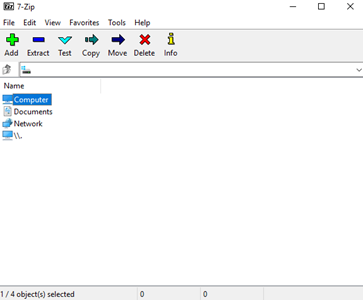 7z 7-Zip
File Edit View Favorites Tools Help
Add Extract Test Copy Move Delete Info
Name
Computer
Documents
Network
\\.
1 / 4 object(s) selected 0 0